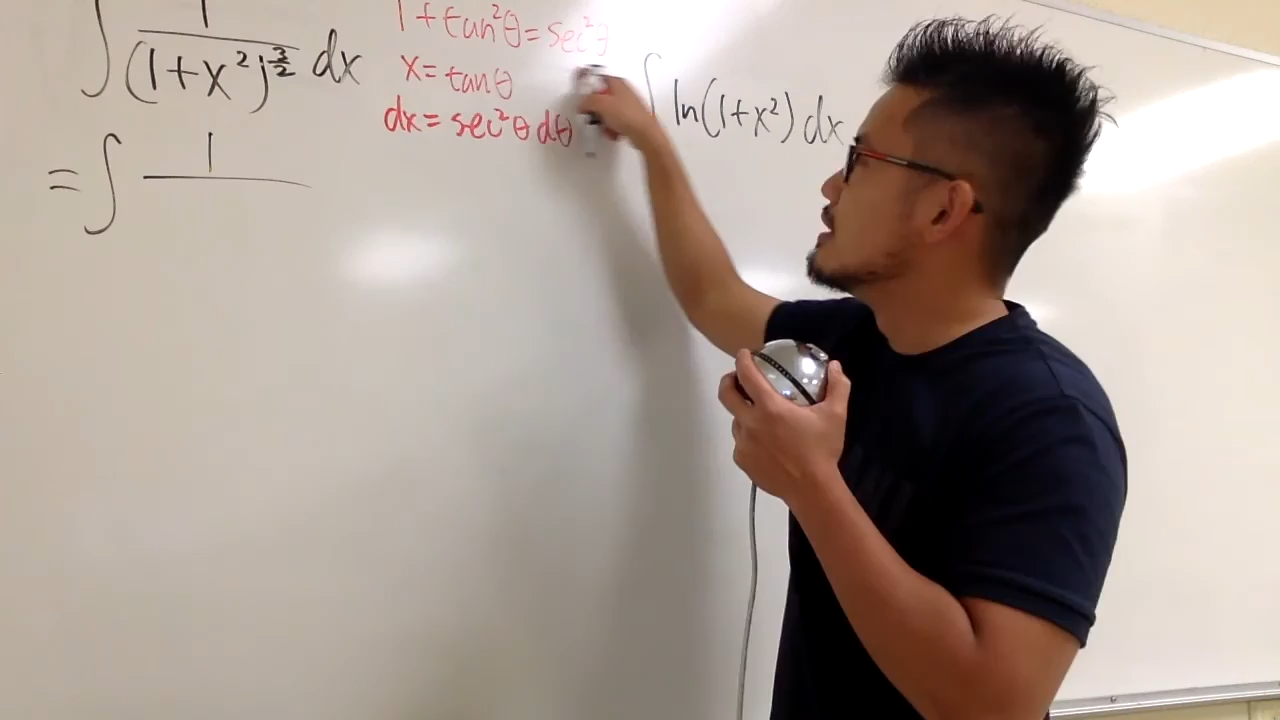 ∫ 1/(1+x²)^(3/2) dx
= ∫ 1/
1+tan²θ=sec²θ
x=tanθ
dx=sec²θ dθ
∫ ln(1+x²) dx